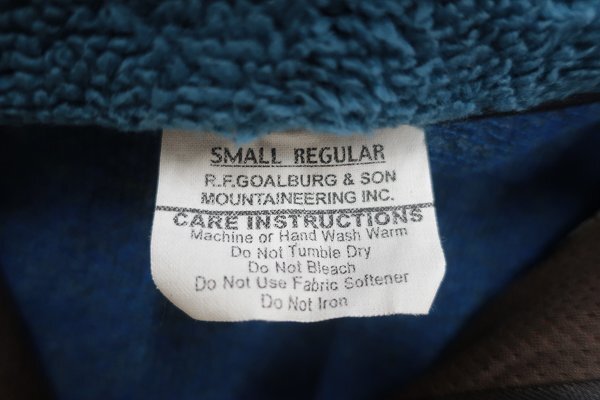 SMALL REGULAR
R.F.GOALBURG & SON
MOUNTAINEERING INC.
CARE INSTRUCTIONS
Machine or Hand Wash Warm
Do Not Tumble Dry
Do Not Bleach
Do Not Use Fabric Softener
Do Not Iron